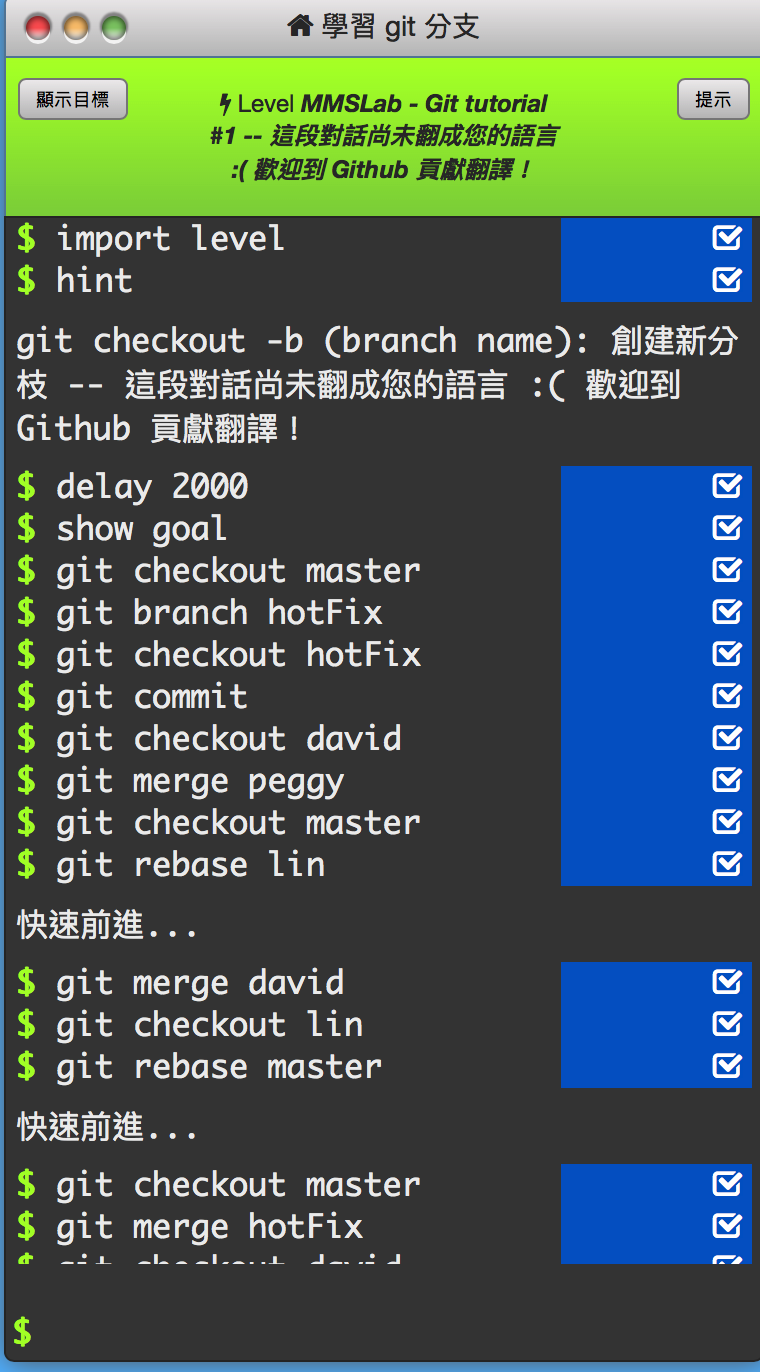 學習 git 分支
顯示目標
Level MMSLab - Git tutorial
#1 -- 這段對話尚未翻成您的語言
:( 歡迎到 Github 貢獻翻譯！
提示
$ import level
$ hint
git checkout -b (branch name): 創建新分
枝 -- 這段對話尚未翻成您的語言 :( 歡迎到
Github 貢獻翻譯！
$ delay 2000
$ show goal
$ git checkout master
$ git branch hotFix
$ git checkout hotFix
$ git commit
$ git checkout david
$ git merge peggy
$ git checkout master
$ git rebase lin
快速前進...
$ git merge david
$ git checkout lin
$ git rebase master
快速前進...
$ git checkout master
$ git merge hotFix
$ git checkout david
$